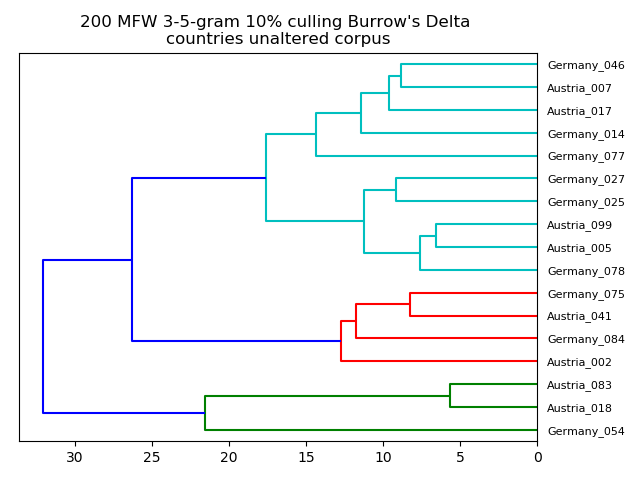 200 MFW 3-5-gram 10% culling Burrow's Delta
countries unaltered corpus
Germany_046
Austria_007
Austria_017
Germany_014
Germany_077
Germany_027
Germany_025
Austria_099
Austria_005
Germany_078
Germany_075
Austria_041
Germany_084
Austria_002
Austria_083
Austria_018
Germany_054
30 25 20 15 10 5 0